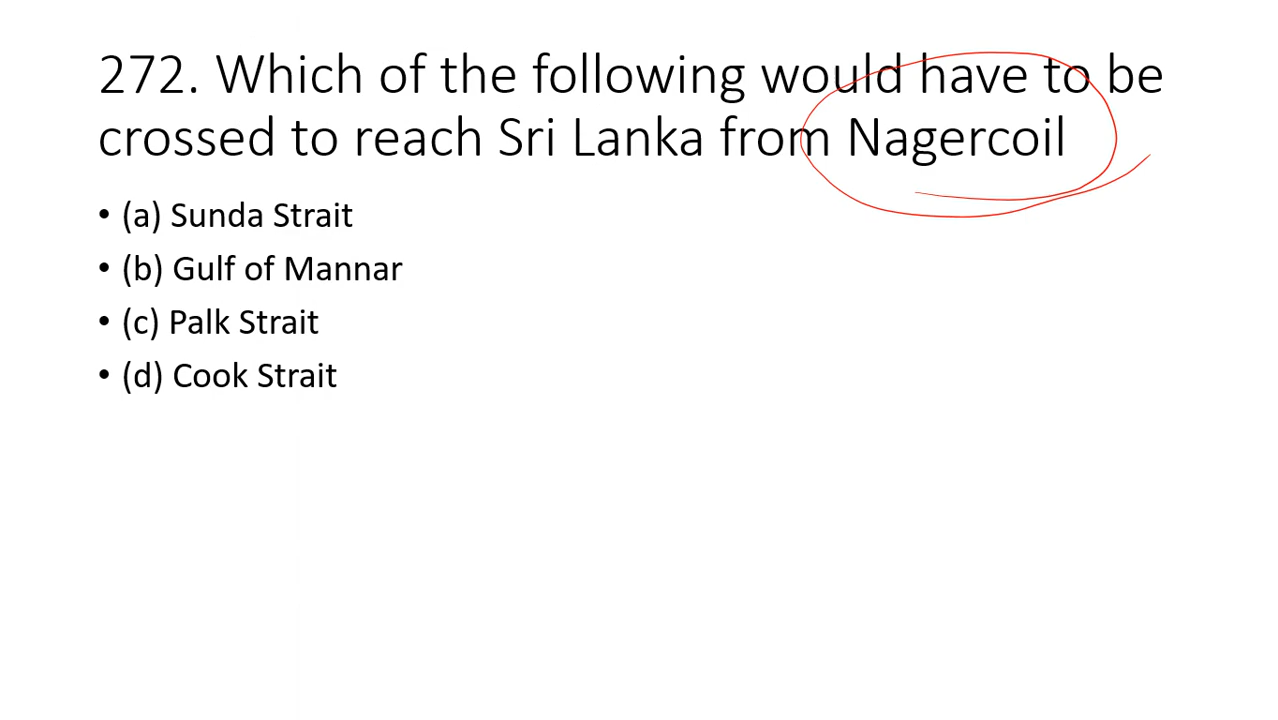 272. Which of the following would have to be
crossed to reach Sri Lanka from Nagercoil
• (a) Sunda Strait
• (b) Gulf of Mannar
• (c) Palk Strait
• (d) Cook Strait